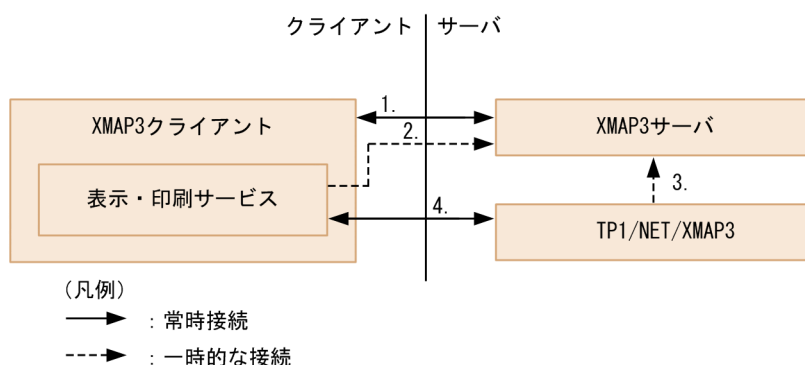 クライアント サーバ
XMAP3クライアント
1.
XMAP3サーバ
2.
表示・印刷サービス
3.
4.
TP1/NET/XMAP3
(凡例)
：常時接続
：一時的な接続